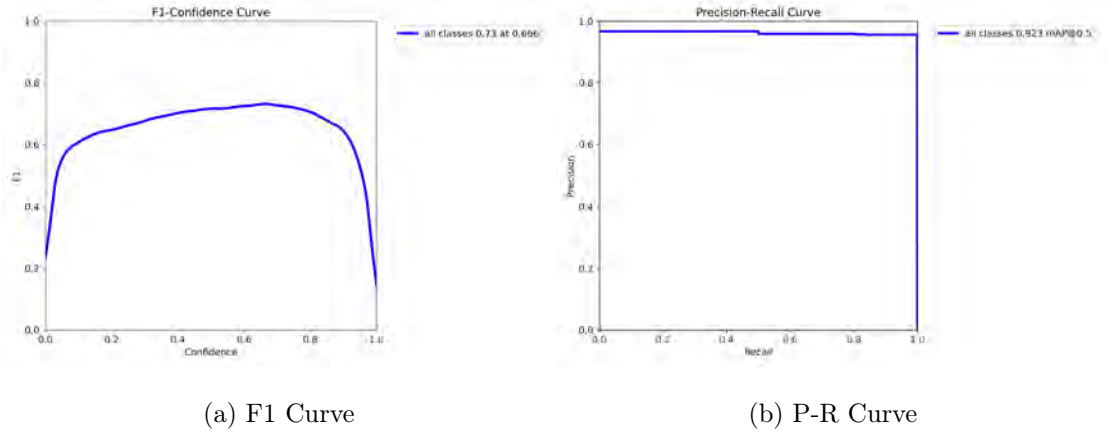 F1-Confidence Curve
all classes 0.73 at 0.666
1.0
0.8
0.6
0.4
0.2
0.0
F1
0.0 0.2 0.4 0.6 0.8 1.0
Confidence
(a) F1 Curve
Precision-Recall Curve
all classes 0.923 mAP@0.5
1.0
0.8
0.6
0.4
0.2
0.0
Precision
0.0 0.2 0.4 0.6 0.8 1.0
Recall
(b) P-R Curve